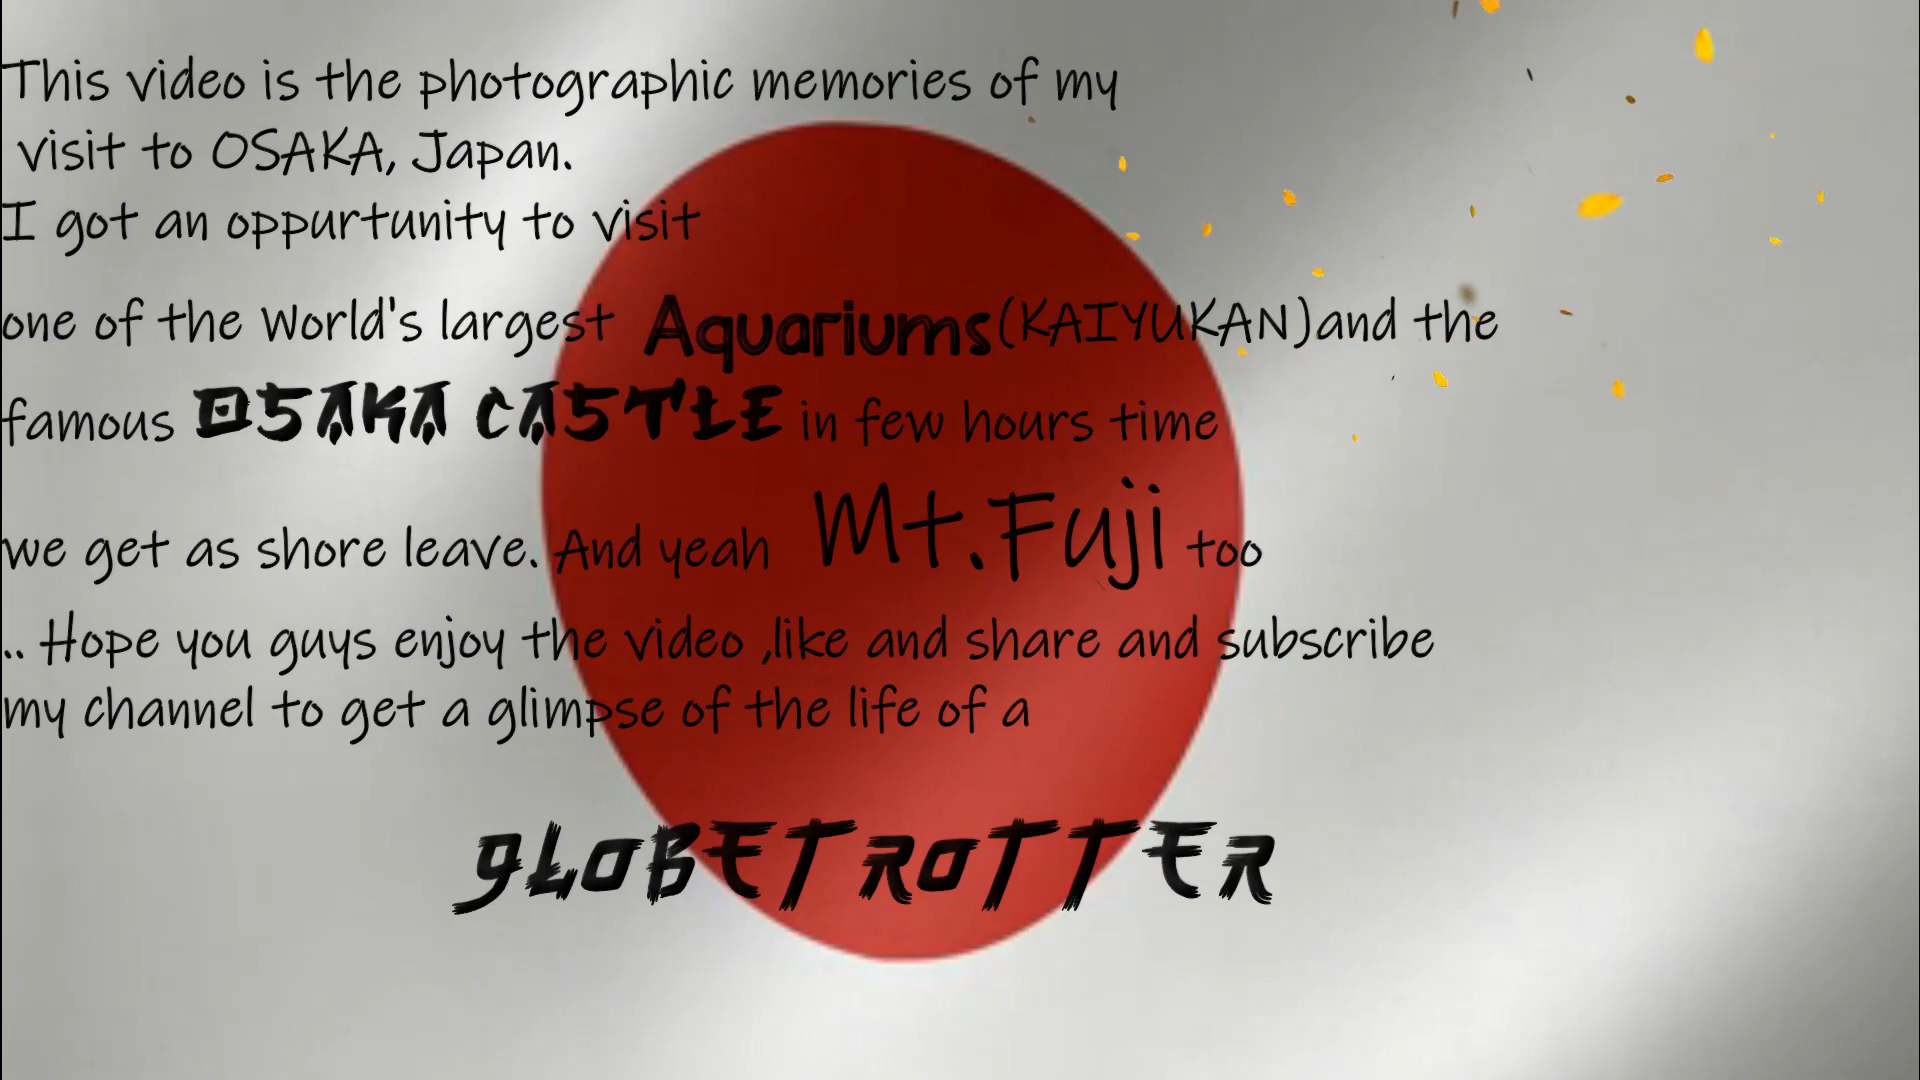 This video is the photographic memories of my
visit to OSAKA, Japan.
I got an oppurtunity to visit
one of the World's largest Aquariums(KAIYUKAN)and the
famous OSAKA CASTLE in few hours time
we get as shore leave. And yeah Mt.Fuji too
.. Hope you guys enjoy the video ,like and share and subscribe
my channel to get a glimpse of the life of a
GLOBETROTTER